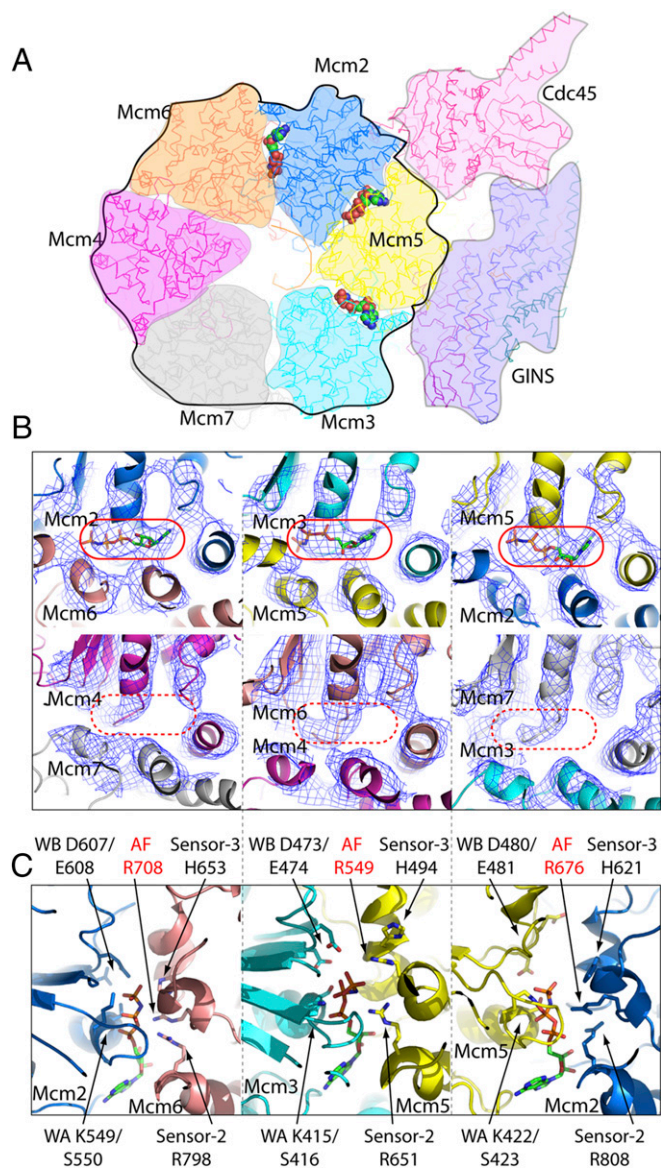 A
Mcm2
Cdc45
Mcm6
Mcm4
Mcm5
GINS
Mcm7
Mcm3
B
Mcm2
Mcm3
Mcm5
Mcm6
Mcm5
Mcm2
Mcm4
Mcm6
Mcm7
Mcm7
Mcm4
Mcm3
WB D607/ AF Sensor-3 WB D473/ AF Sensor-3 WB D480/ AF Sensor-3
E608 R708 H653 E474 R549 H494 E481 R676 H621
C
Mcm2 Mcm6 Mcm3 Mcm5 Mcm5 Mcm2
WA K549/ Sensor-2 WA K415/ Sensor-2 WA K422/ Sensor-2
S550 R798 S416 R651 S423 R808